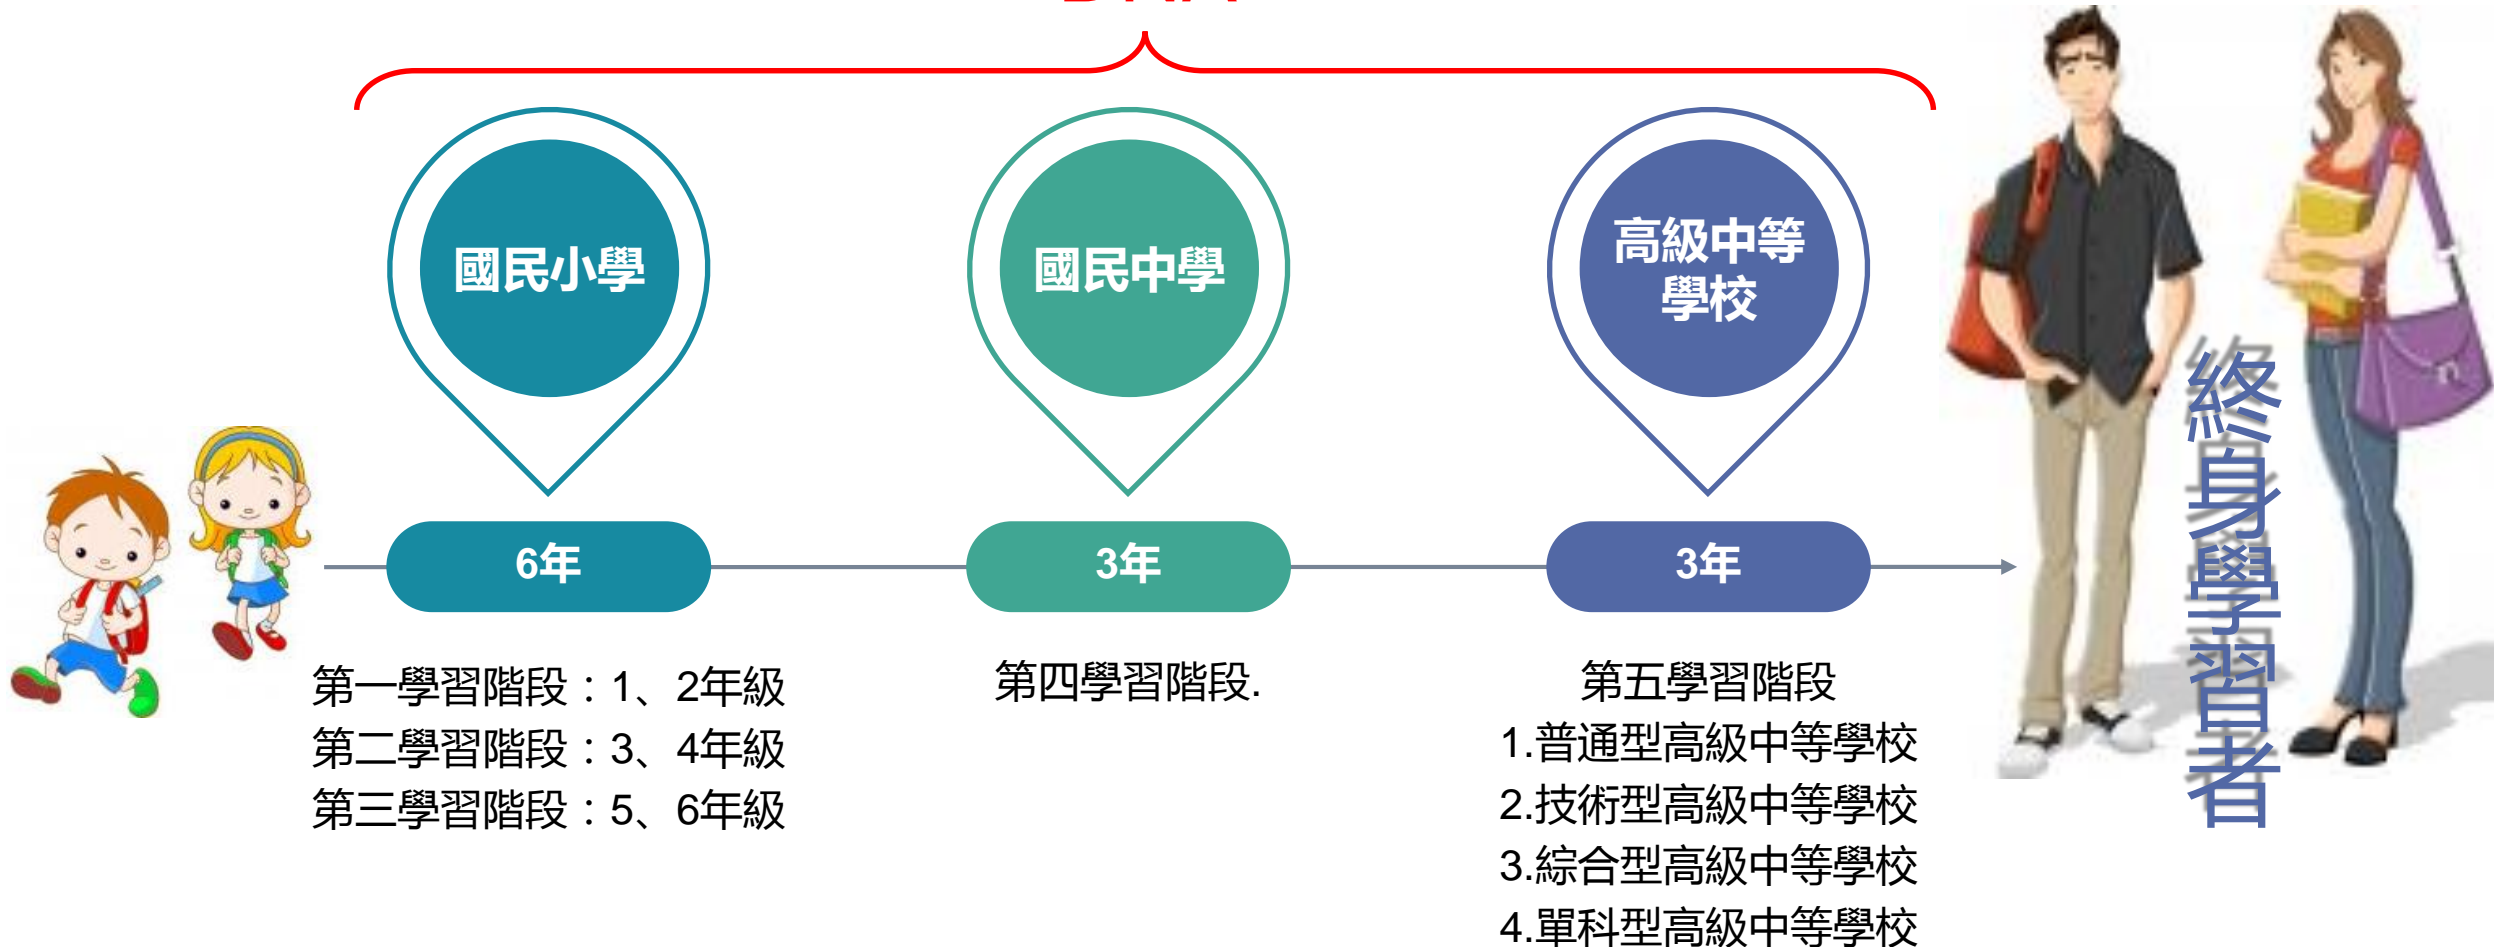 國民小學
國民中學
高級中等
學校
6年
3年
3年
第一學習階段：1、2年級
第二學習階段：3、4年級
第三學習階段：5、6年級
第四學習階段.
第五學習階段
1.普通型高級中等學校
2.技術型高級中等學校
3.綜合型高級中等學校
4.單科型高級中等學校
終身學習者